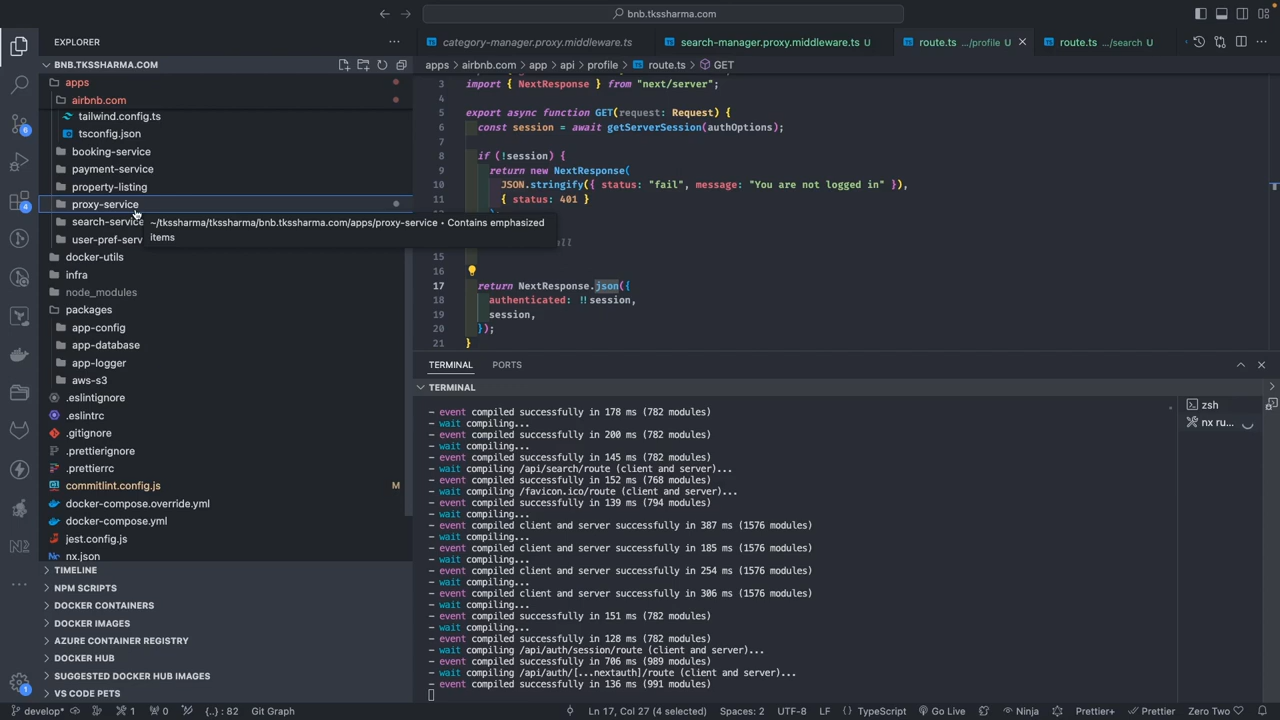 bnb.tkssharma.com
EXPLORER
BNB.TKSSHARMA.COM
apps
airbnb.com
tailwind.config.ts
tsconfig.json
booking-service
payment-service
property-listing
proxy-service
search-service
user-pref-serv
~/tkssharma/tkssharma/bnb.tkssharma.com/apps/proxy-service • Contains emphasized
items
docker-utils
infra
node_modules
packages
app-config
app-database
app-logger
aws-s3
.eslintignore
.eslintrc
.gitignore
.prettierignore
.prettierrc
commitlint.config.js M
docker-compose.override.yml
docker-compose.yml
jest.config.js
nx.json
TIMELINE
NPM SCRIPTS
DOCKER CONTAINERS
DOCKER IMAGES
AZURE CONTAINER REGISTRY
DOCKER HUB
SUGGESTED DOCKER HUB IMAGES
VS CODE PETS
6
4
1
category-manager.proxy.middleware.ts
search-manager.proxy.middleware.ts U
route.ts .../profile U
route.ts .../search U
apps > airbnb.com > app > api > profile > route.ts > GET
3 import { NextResponse } from "next/server";
4
5 export async function GET(request: Request) {
6 const session = await getServerSession(authOptions);
7
8 if (!session) {
9 return new NextResponse(
10 JSON.stringify({ status: "fail", message: "You are not logged in" }),
11 { status: 401 }
15
16
17 return NextResponse.json({
18 authenticated: !!session,
19 session,
20 });
21 }
TERMINAL PORTS
TERMINAL
– event compiled successfully in 178 ms (782 modules)
– wait compiling...
– event compiled successfully in 200 ms (782 modules)
– wait compiling...
– event compiled successfully in 145 ms (782 modules)
– wait compiling /api/search/route (client and server)...
– event compiled successfully in 152 ms (768 modules)
– wait compiling /favicon.ico/route (client and server)...
– event compiled successfully in 139 ms (794 modules)
– wait compiling...
– event compiled client and server successfully in 387 ms (1576 modules)
– wait compiling...
– event compiled client and server successfully in 185 ms (1576 modules)
– wait compiling...
– event compiled client and server successfully in 254 ms (1576 modules)
– wait compiling...
– event compiled client and server successfully in 306 ms (1576 modules)
– wait compiling...
– event compiled successfully in 151 ms (782 modules)
– wait compiling...
– event compiled successfully in 128 ms (782 modules)
– wait compiling /api/auth/session/route (client and server)...
– event compiled successfully in 706 ms (989 modules)
– wait compiling /api/auth/[...nextauth]/route (client and server)...
– event compiled successfully in 136 ms (991 modules)
zsh
nx ru...
develop* 1 0 {..} : 82 Git Graph
Ln 17, Col 27 (4 selected) Spaces: 2 UTF-8 LF TypeScript Go Live Ninja Prettier+ Prettier Zero Two